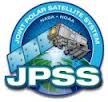 JOINT POLAR SATELLITE SYSTEM
NASA • NOAA
JPSS